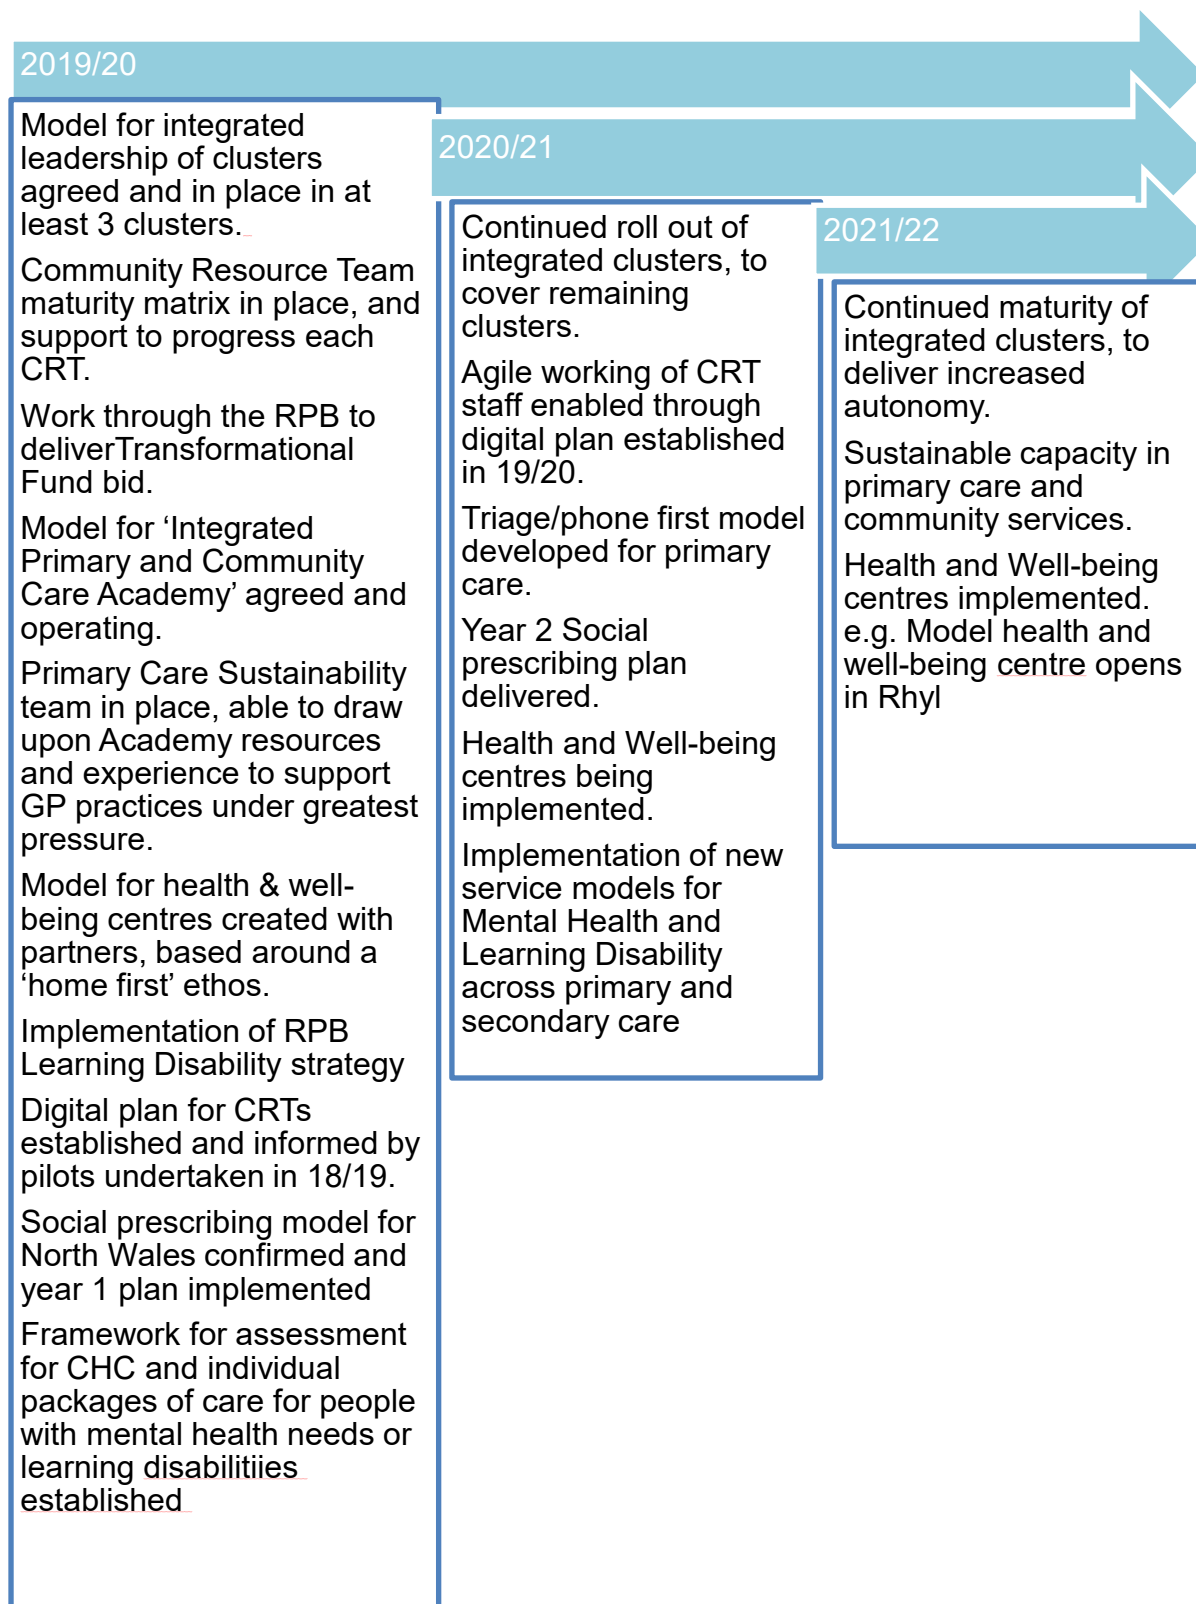 2019/20
Model for integrated
leadership of clusters
agreed and in place in at
least 3 clusters.
Community Resource Team
maturity matrix in place, and
support to progress each
CRT.
Work through the RPB to
deliverTransformational
Fund bid.
Model for ‘Integrated
Primary and Community
Care Academy’ agreed and
operating.
Primary Care Sustainability
team in place, able to draw
upon Academy resources
and experience to support
GP practices under greatest
pressure.
Model for health & well-
being centres created with
partners, based around a
‘home first’ ethos.
Implementation of RPB
Learning Disability strategy
Digital plan for CRTs
established and informed by
pilots undertaken in 18/19.
Social prescribing model for
North Wales confirmed and
year 1 plan implemented
Framework for assessment
for CHC and individual
packages of care for people
with mental health needs or
learning disabilitiies
established
2020/21
Continued roll out of
integrated clusters, to
cover remaining
clusters.
Agile working of CRT
staff enabled through
digital plan established
in 19/20.
Triage/phone first model
developed for primary
care.
Year 2 Social
prescribing plan
delivered.
Health and Well-being
centres being
implemented.
Implementation of new
service models for
Mental Health and
Learning Disability
across primary and
secondary care
2021/22
Continued maturity of
integrated clusters, to
deliver increased
autonomy.
Sustainable capacity in
primary care and
community services.
Health and Well-being
centres implemented.
e.g. Model health and
well-being centre opens
in Rhyl